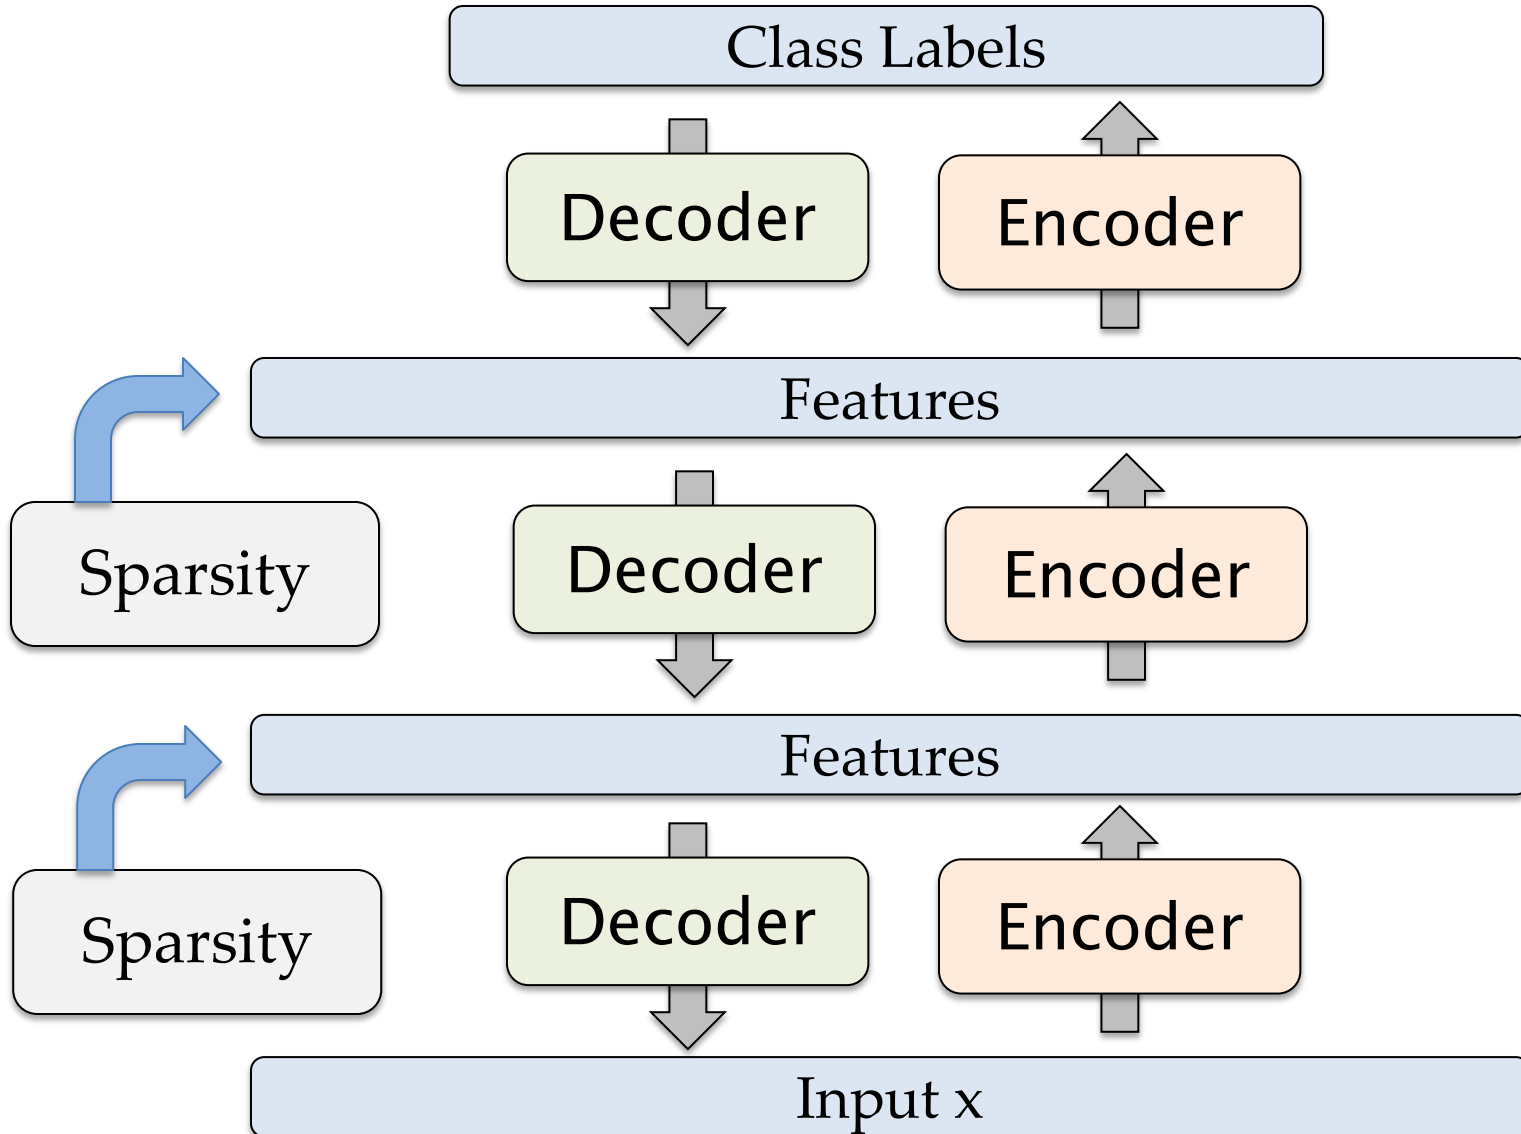 Class Labels
Decoder
Encoder
Features
Sparsity
Decoder
Encoder
Features
Sparsity
Decoder
Encoder
Input x